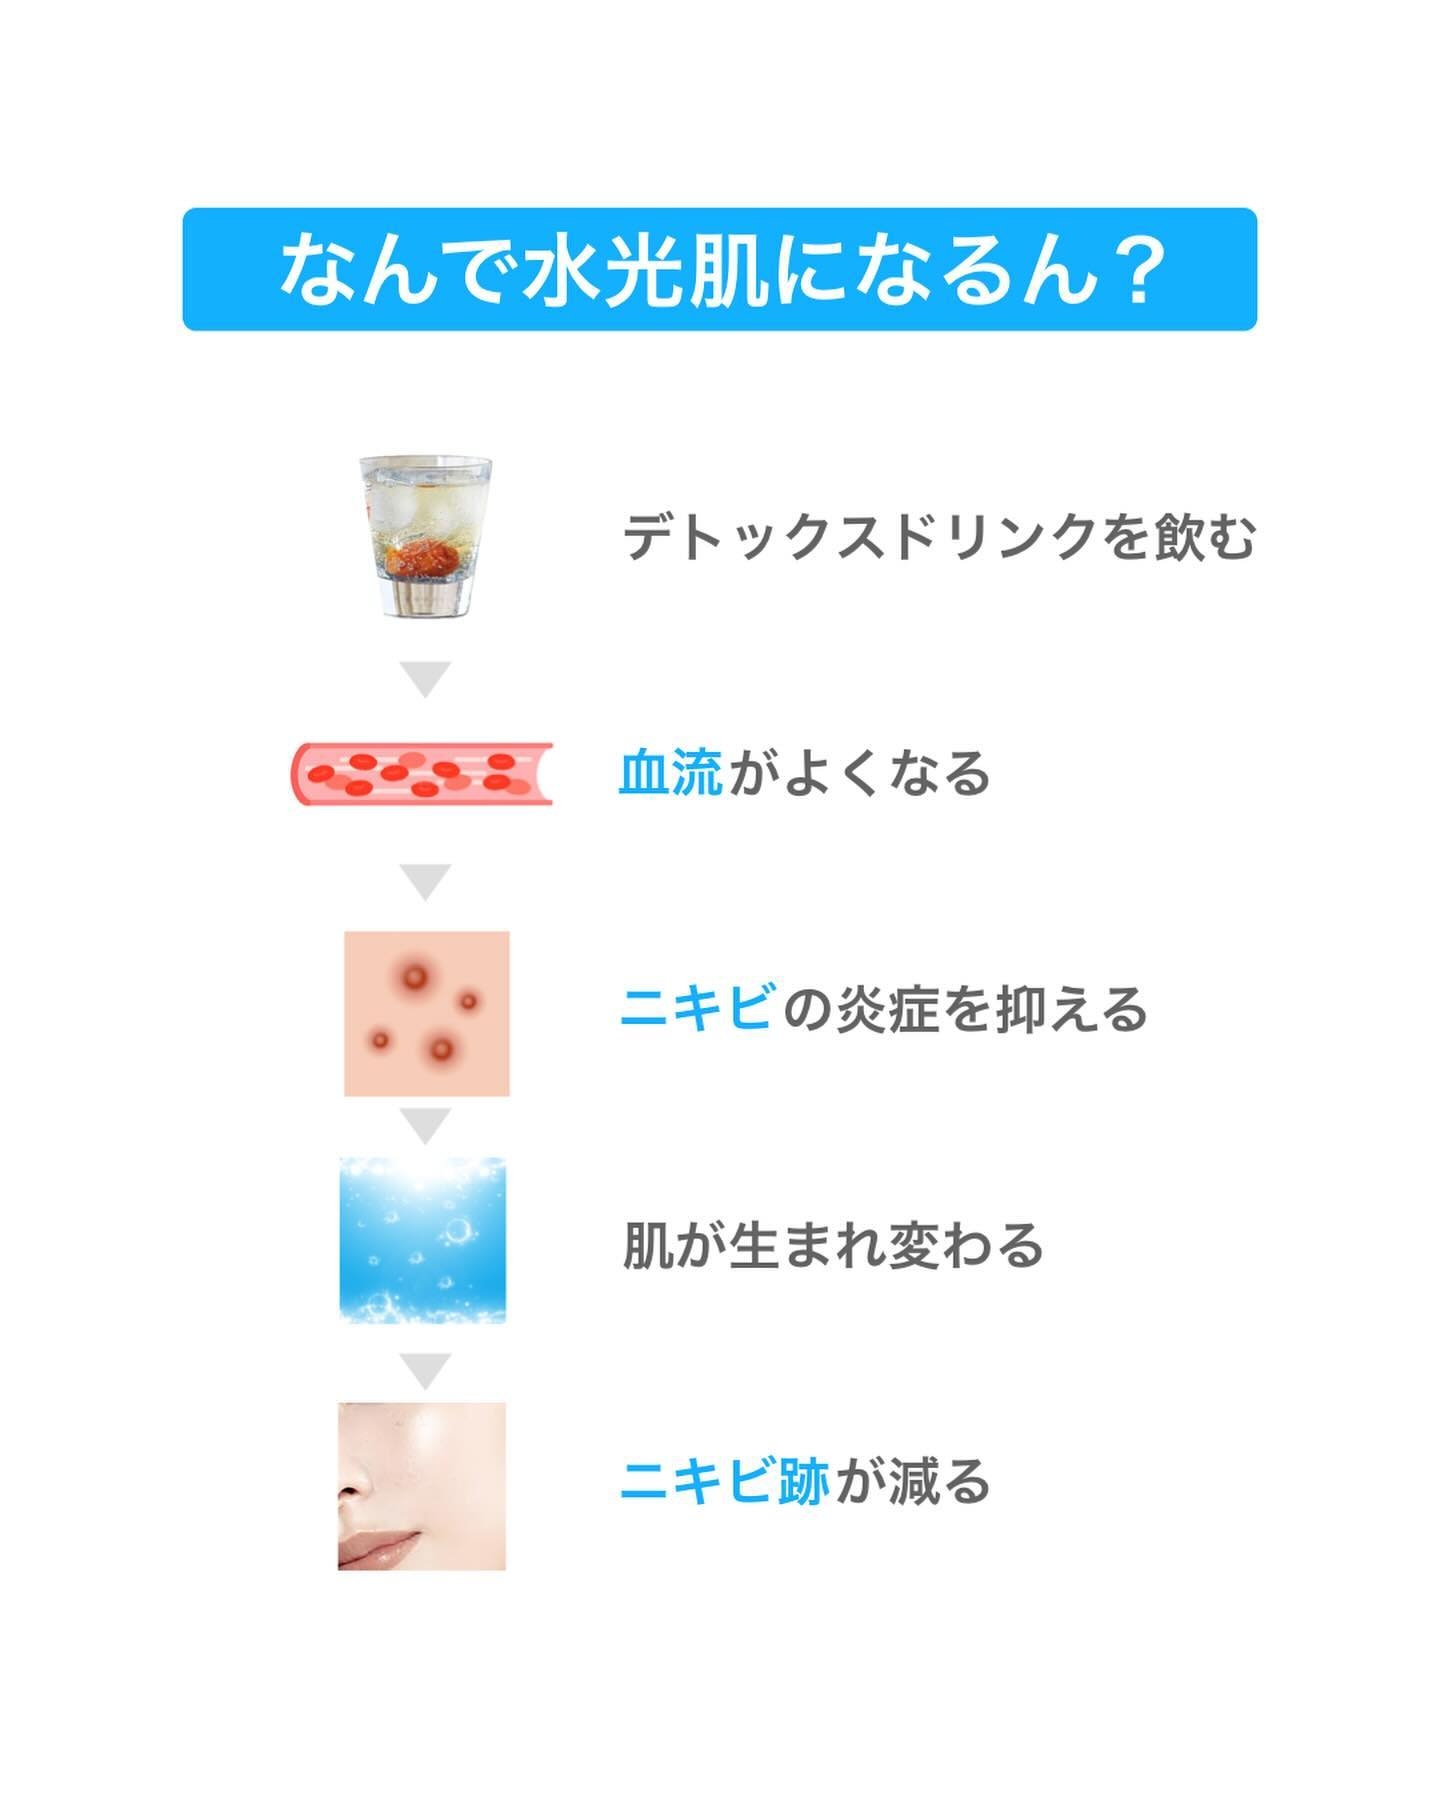 なんで水光肌になるん？
デトックスドリンクを飲む
血流がよくなる
ニキビの炎症を抑える
肌が生まれ変わる
ニキビ跡が減る